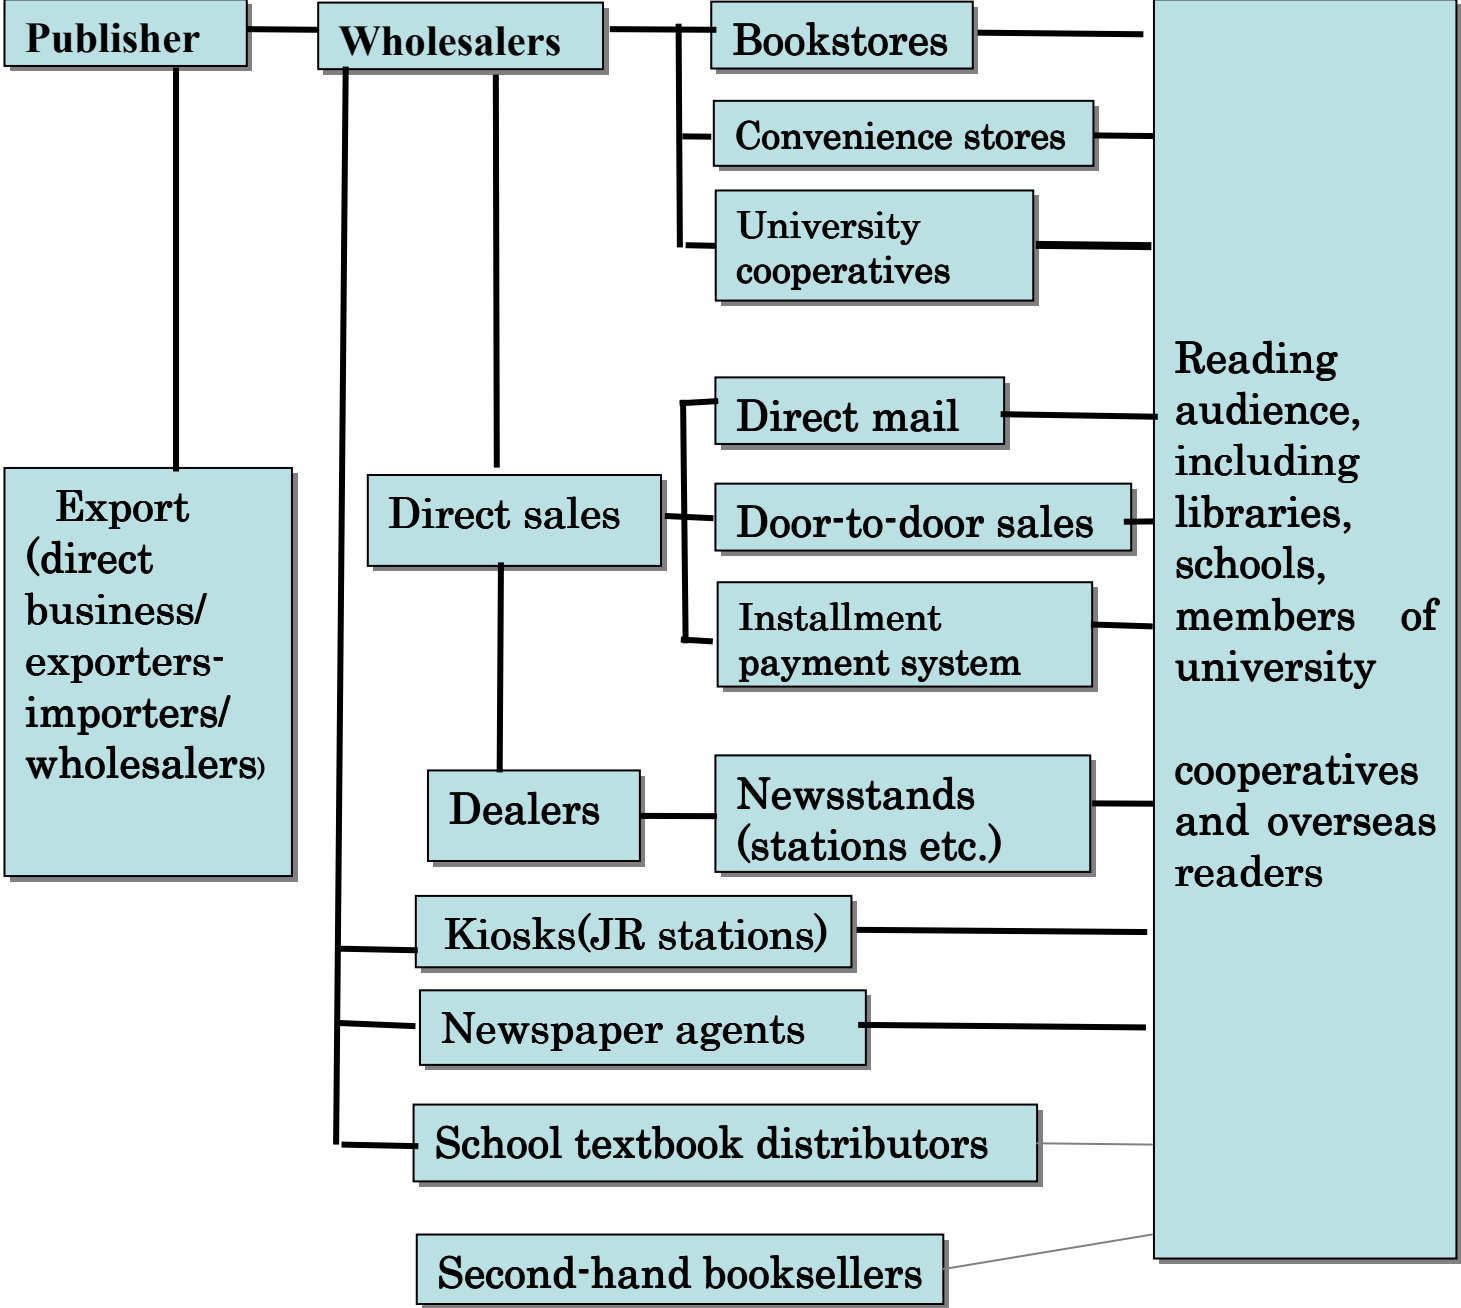 Publisher
Wholesalers
Bookstores
Convenience stores
University
cooperatives
Direct mail
Direct sales
Door-to-door sales
Installment
payment system
Export
(direct
business/
exporters-
importers/
wholesalers)
Dealers
Newsstands
(stations etc.)
Kiosks(JR stations)
Newspaper agents
School textbook distributors
Second-hand booksellers
Reading
audience,
including
libraries,
schools,
members of
university
cooperatives
and overseas
readers